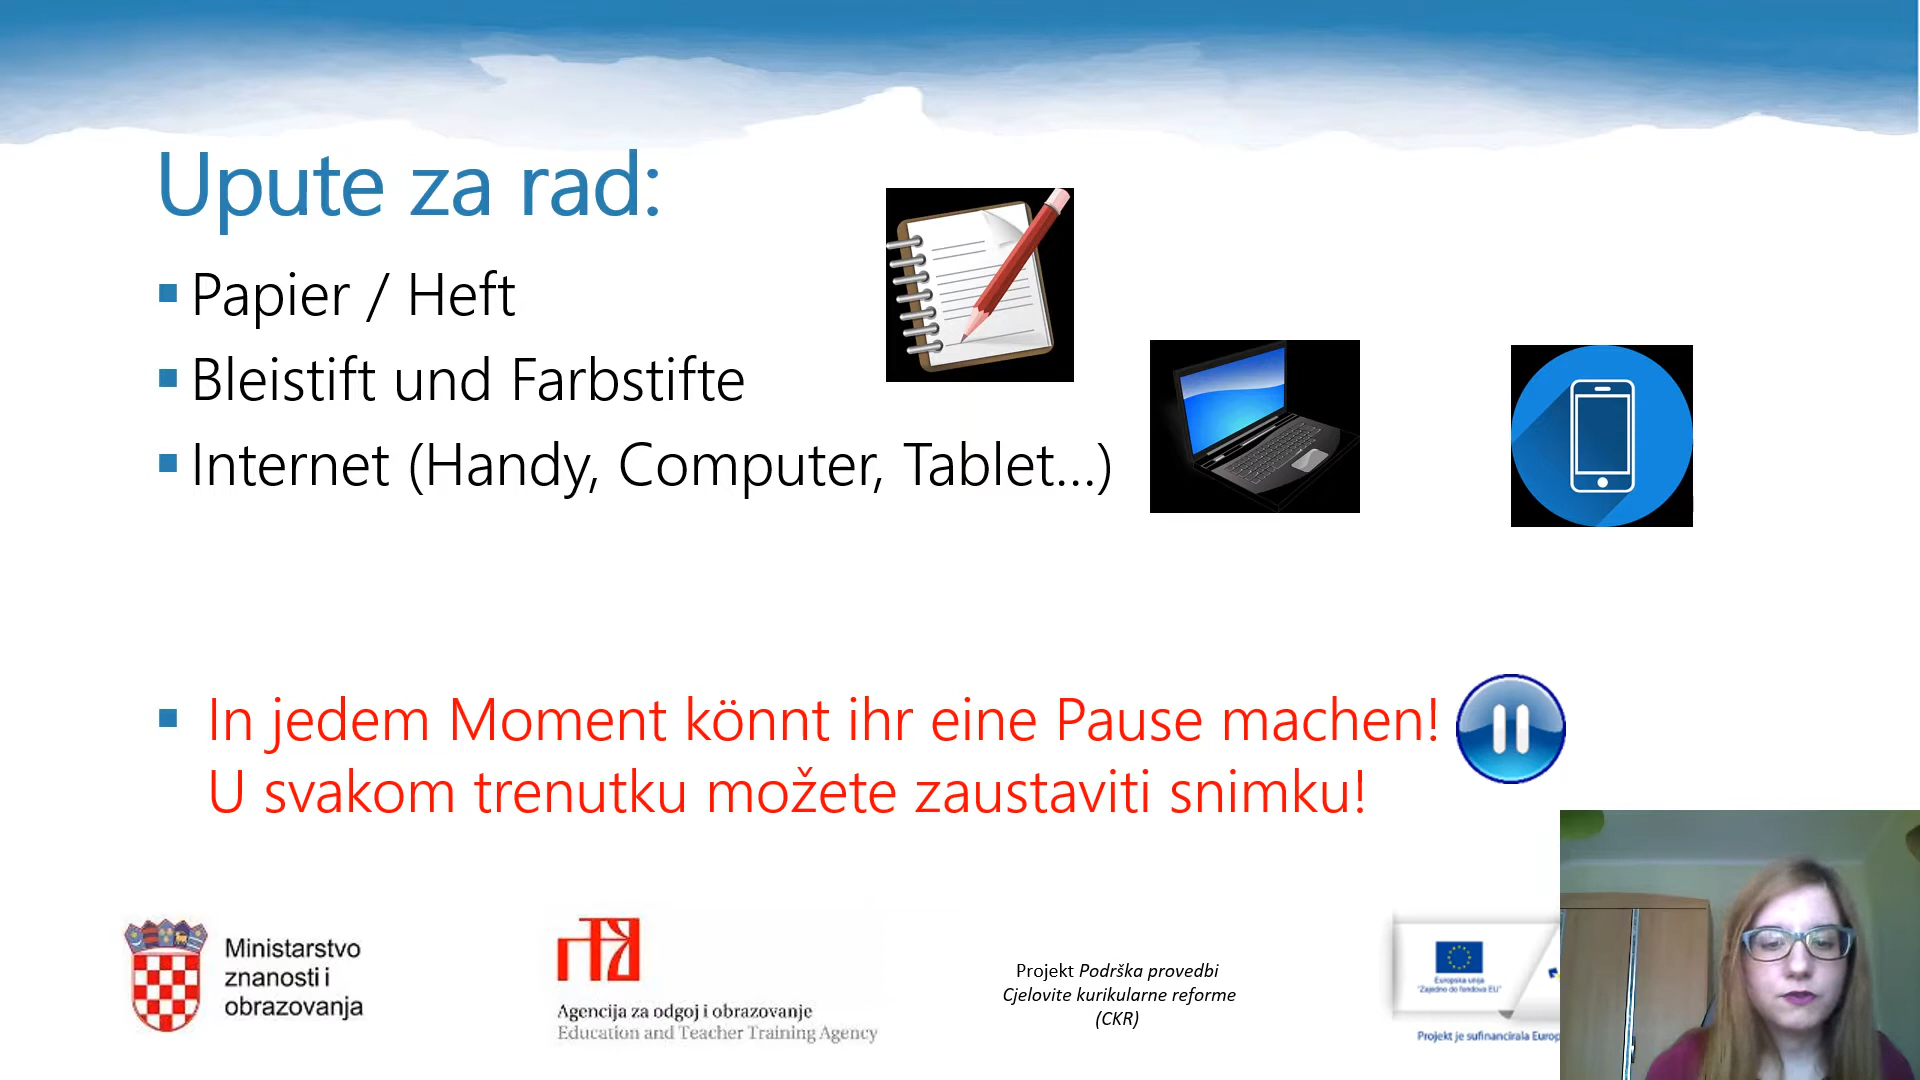 Upute za rad:
Papier / Heft
Bleistift und Farbstifte
Internet (Handy, Computer, Tablet...)
In jedem Moment könnt ihr eine Pause machen!
U svakom trenutku možete zaustaviti snimku!
Ministarstvo
znanosti i
obrazovanja
Agencija za odgoj i obrazovanje
Education and Teacher Training Agency
Projekt Podrška provedbi
Cjelovite kurikularne reforme
(CKR)
Europska unija
"Zajedno do fondova EU"
Projekt je sufinancirala